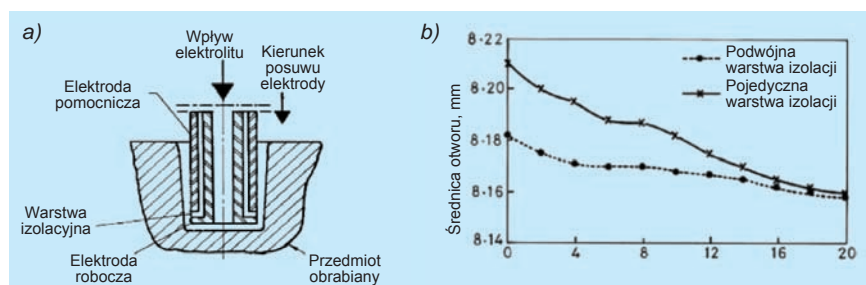 a)
Wpływ
elektrolitu
Kierunek
posuwu
elektrody
Elektroda
pomocnicza
Warstwa
izolacyjna
Elektroda
robocza
Przedmiot
obrabiany
b)
Średnica otworu, mm
8·22
8·20
8·18
8·16
8·14
0
4
8
12
16
20
Podwójna
warstwa izolacji
Pojedyczna
warstwa izolacji